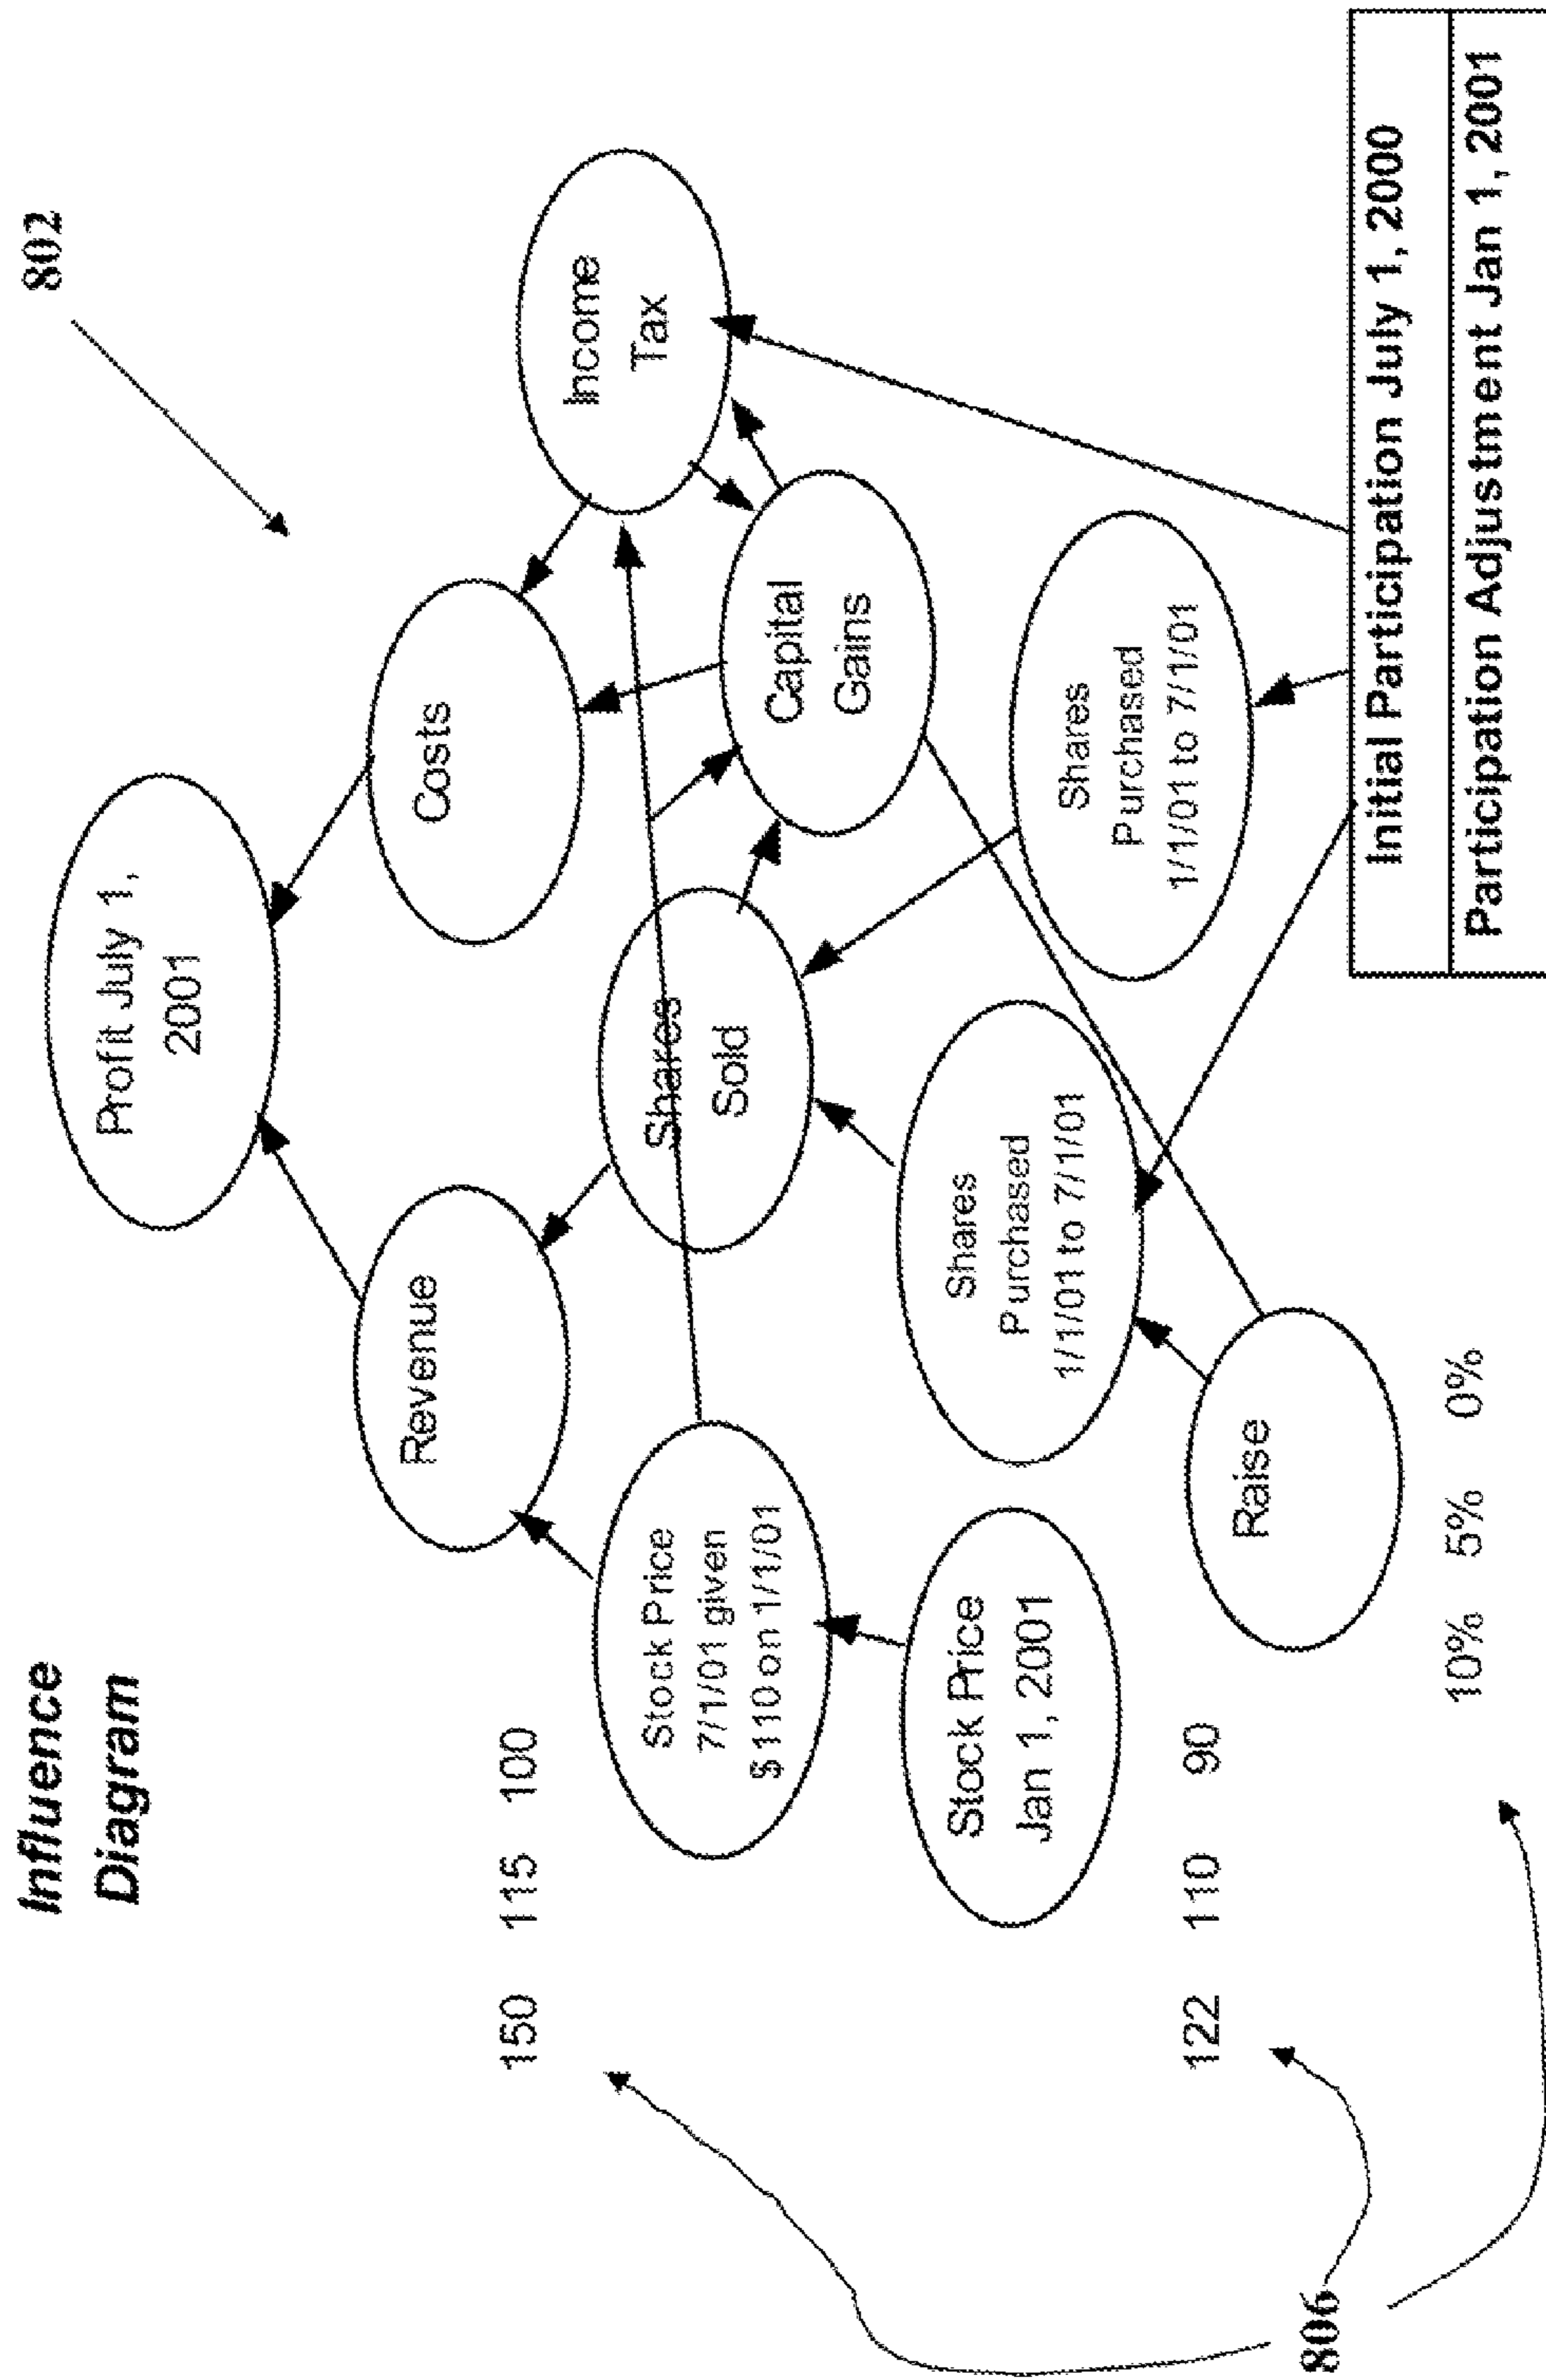 Influence
Diagram
802
Profit July 1,
2001
Revenue
Costs
150 115 100
Stock Price
7/1/01 given
$110 on 1/1/01
Shares
Sold
Income
Tax
Capital
Gains
Stock Price
Jan 1, 2001
Shares
Purchased
1/1/01 to 7/1/01
Shares
Purchased
1/1/01 to 7/1/01
122 110 90
Raise
10% 5% 0%
Initial Participation July 1, 2000
Participation Adjustment Jan 1, 2001
806